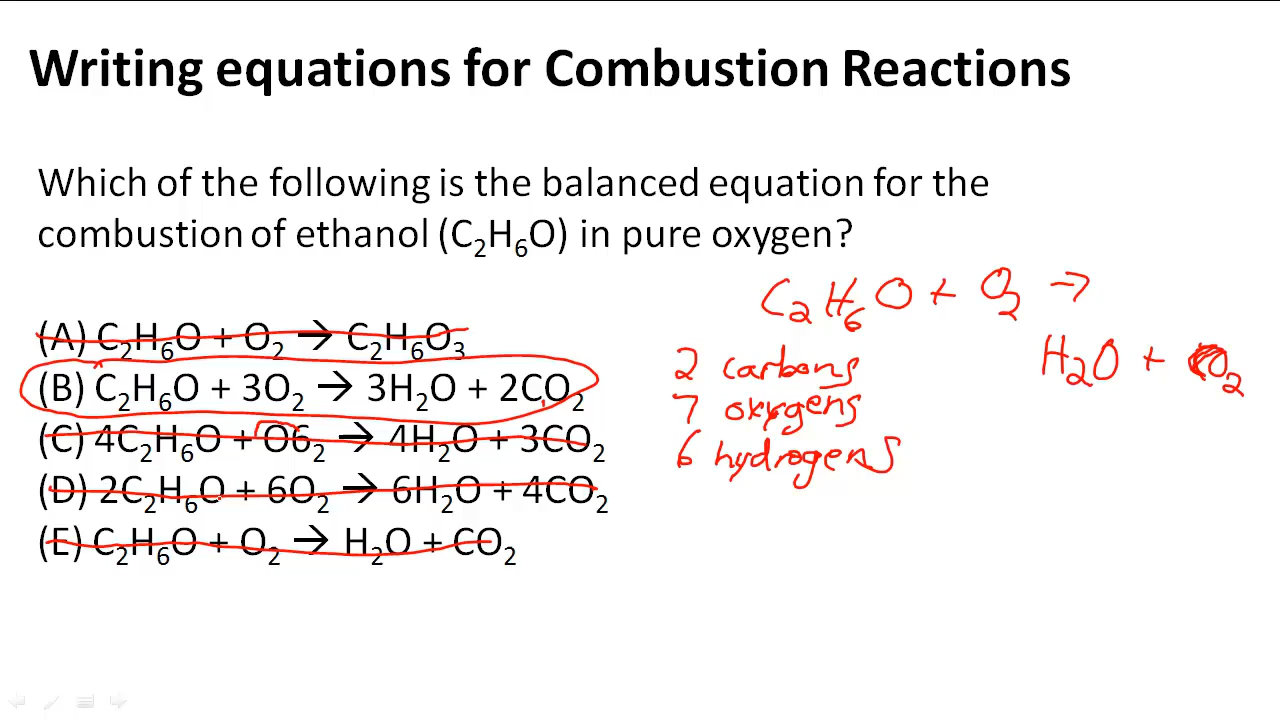 Writing equations for Combustion Reactions
Which of the following is the balanced equation for the
combustion of ethanol (C₂H₆O) in pure oxygen?
C₂H₆O + O₂ →
H₂O + CO₂
(A) C₂H₆O + O₂ → C₂H₆O₃
(B) C₂H₆O + 3O₂ → 3H₂O + 2CO₂
(C) 4C₂H₆O + O6₂ → 4H₂O + 3CO₂
(D) 2C₂H₆O + 6O₂ → 6H₂O + 4CO₂
(E) C₂H₆O + O₂ → H₂O + CO₂
2 carbons
7 oxygens
6 hydrogens